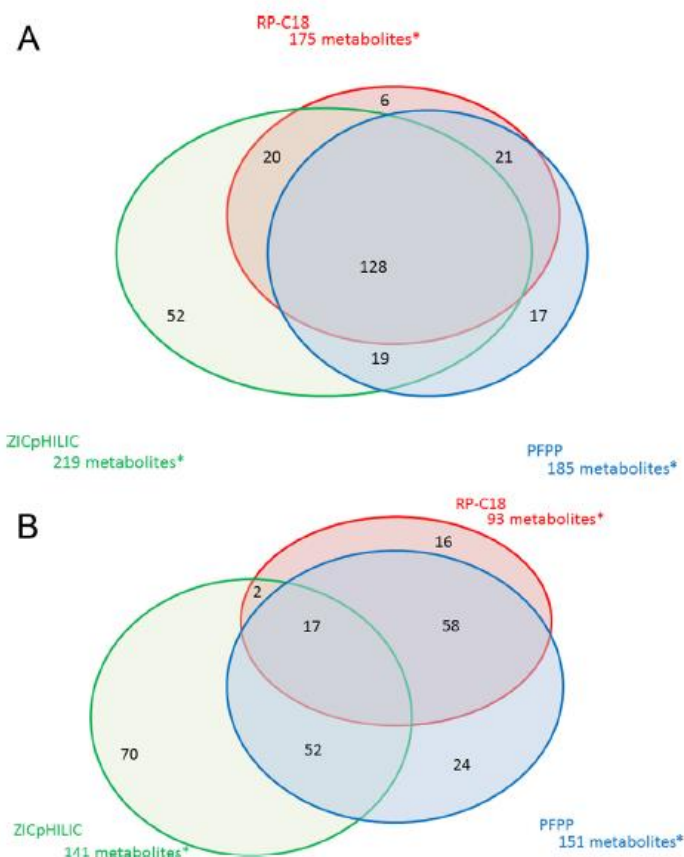 A
RP-C18
175 metabolites*
6
20
21
128
52
17
19
ZICpHILIC
219 metabolites*
PFPP
185 metabolites*
B
RP-C18
93 metabolites*
16
2
17
58
70
52
24
ZICpHILIC
141 metabolites*
PFPP
151 metabolites*